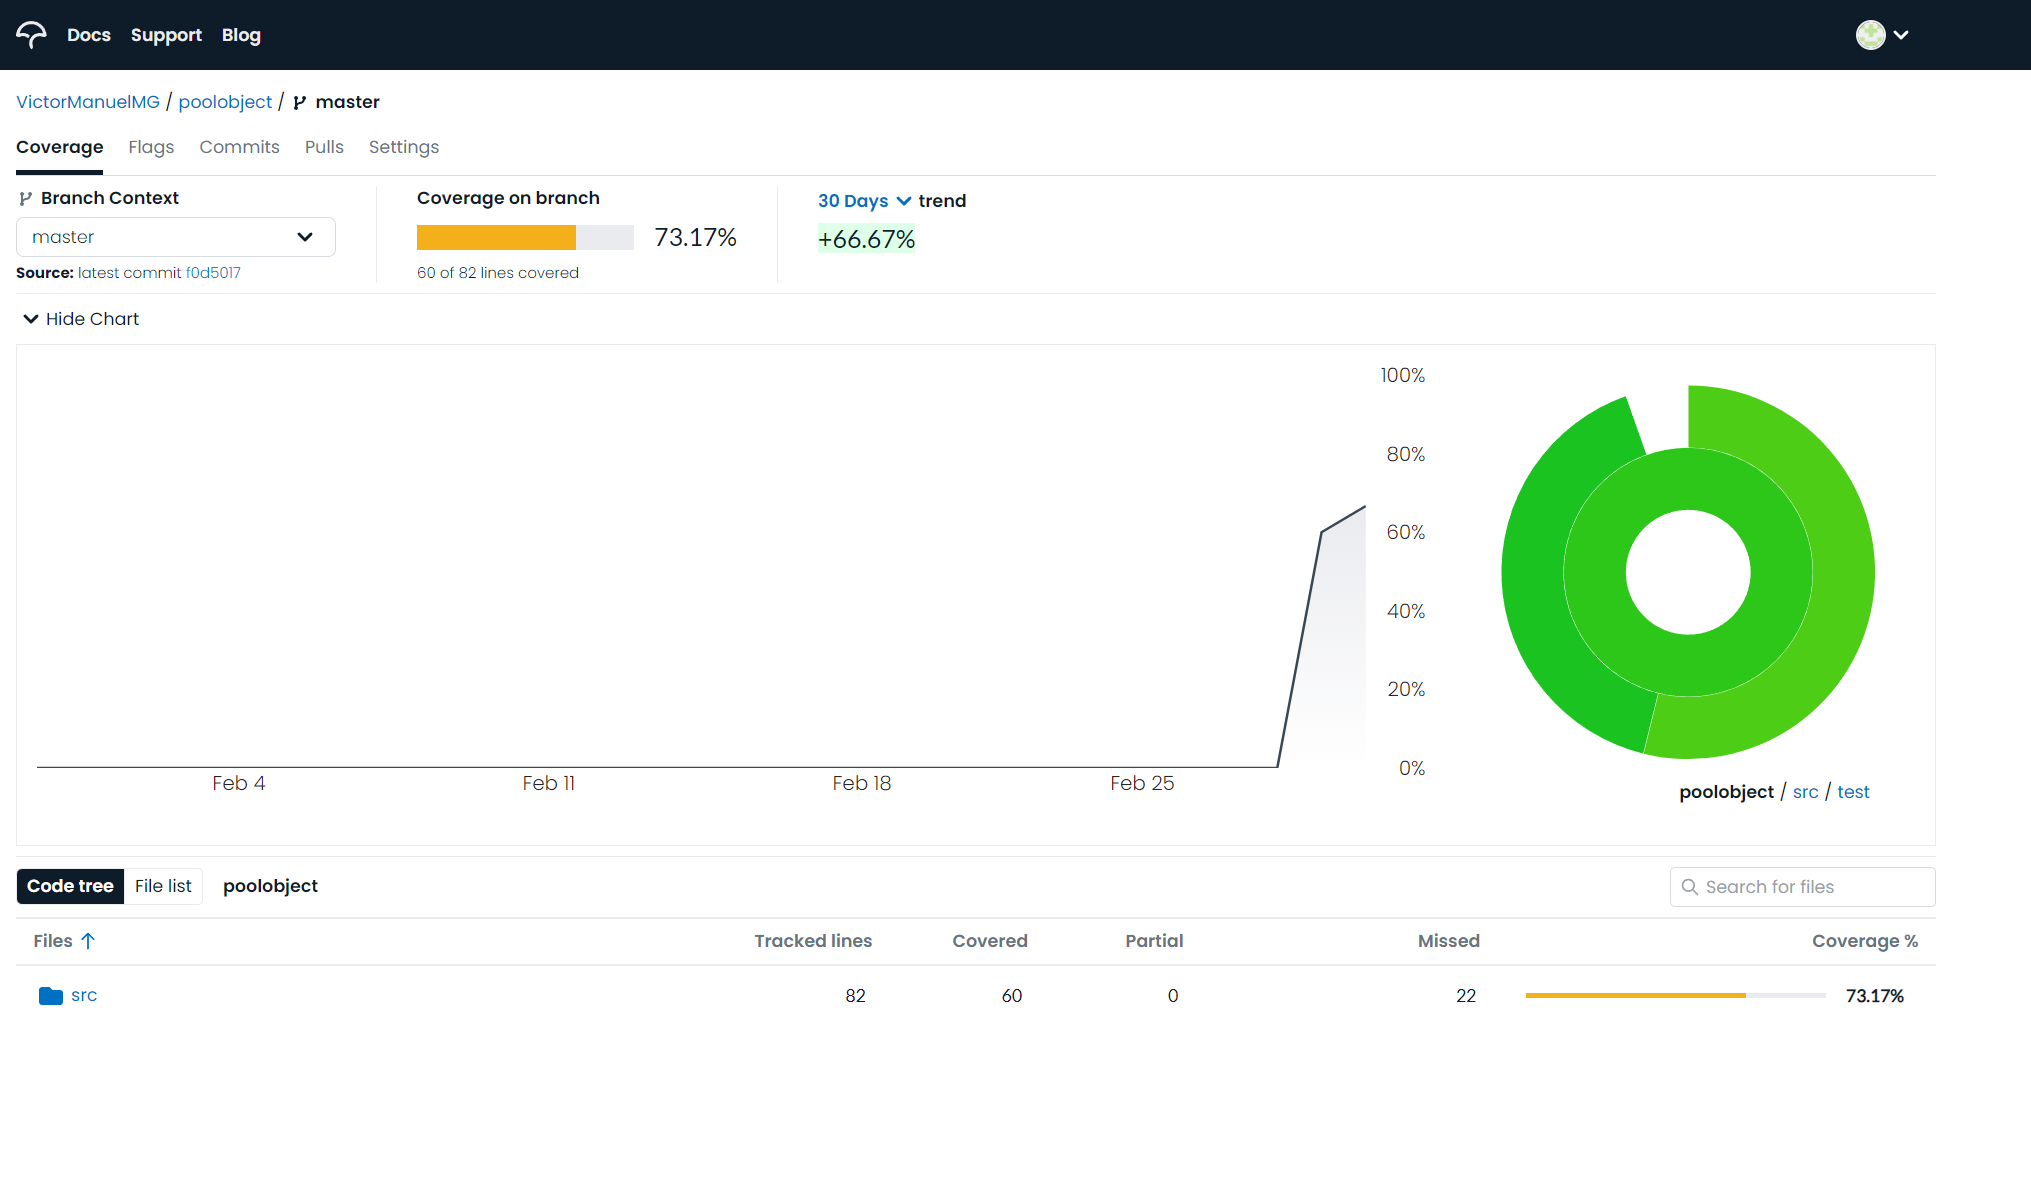 Docs Support Blog
VictorManuelMG / poolobject / master
Coverage Flags Commits Pulls Settings
Branch Context
master
Source: latest commit f0d5017
Coverage on branch
73.17%
60 of 82 lines covered
30 Days trend
+66.67%
Hide Chart
100%
80%
60%
40%
20%
0%
Feb 4 Feb 11 Feb 18 Feb 25
poolobject / src / test
Code tree File list poolobject
Search for files
Files Tracked lines Covered Partial Missed Coverage %
src 82 60 0 22 73.17%